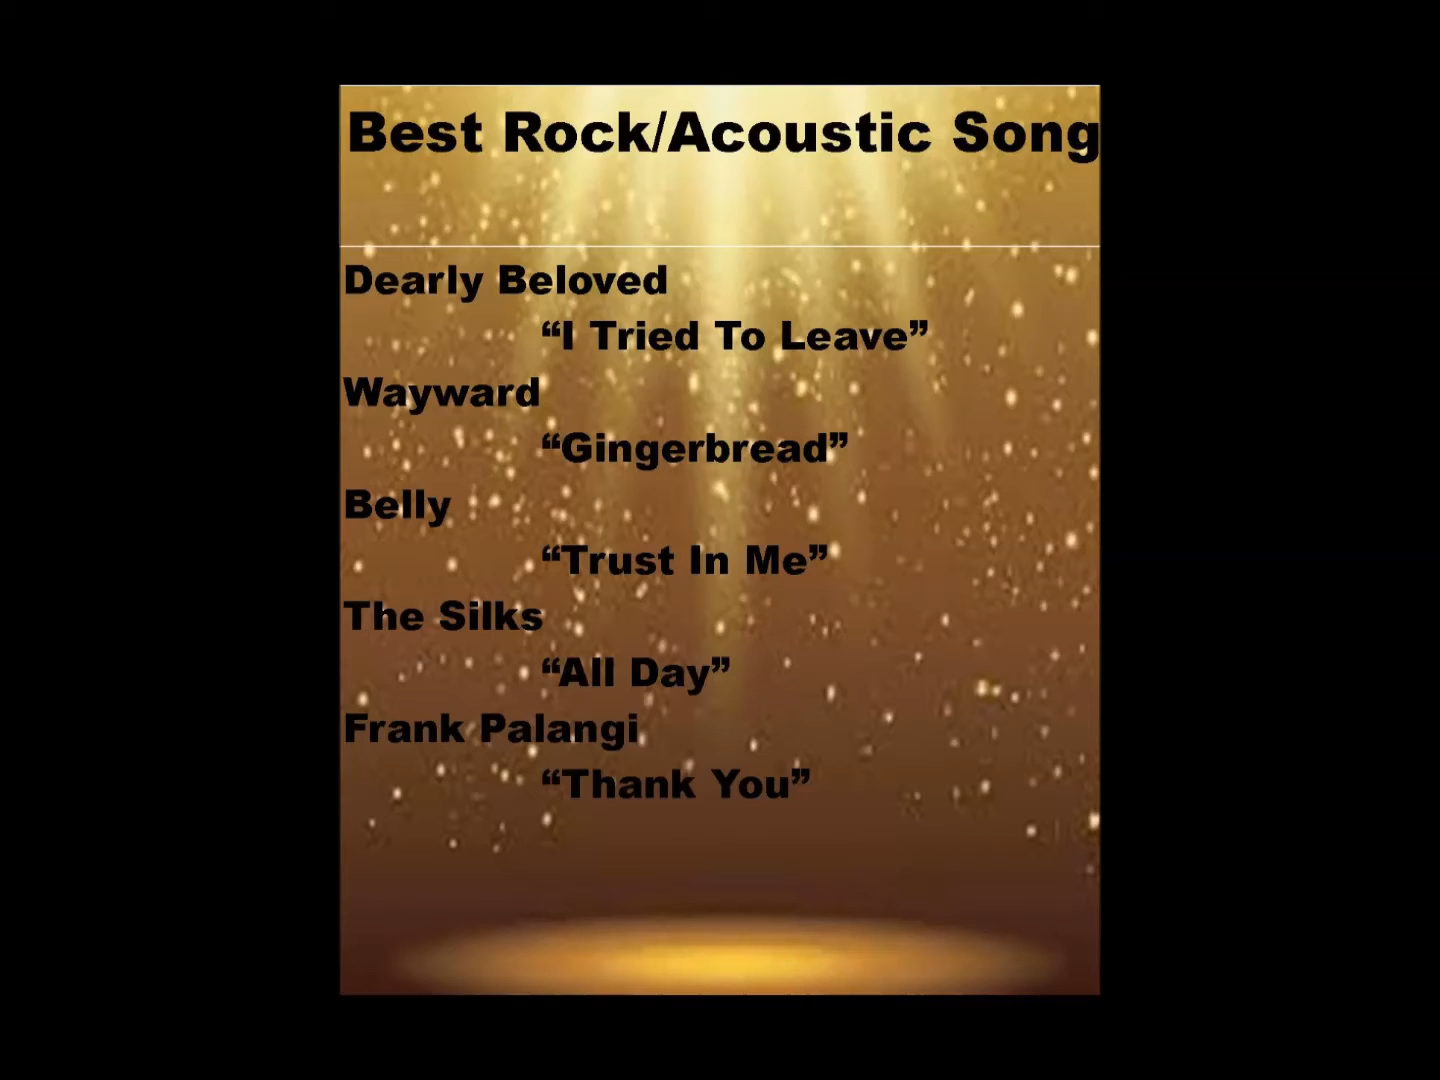 Best Rock/Acoustic Song
Dearly Beloved
“I Tried To Leave”
Wayward
“Gingerbread”
Belly
“Trust In Me”
The Silks
“All Day”
Frank Palangi
“Thank You”